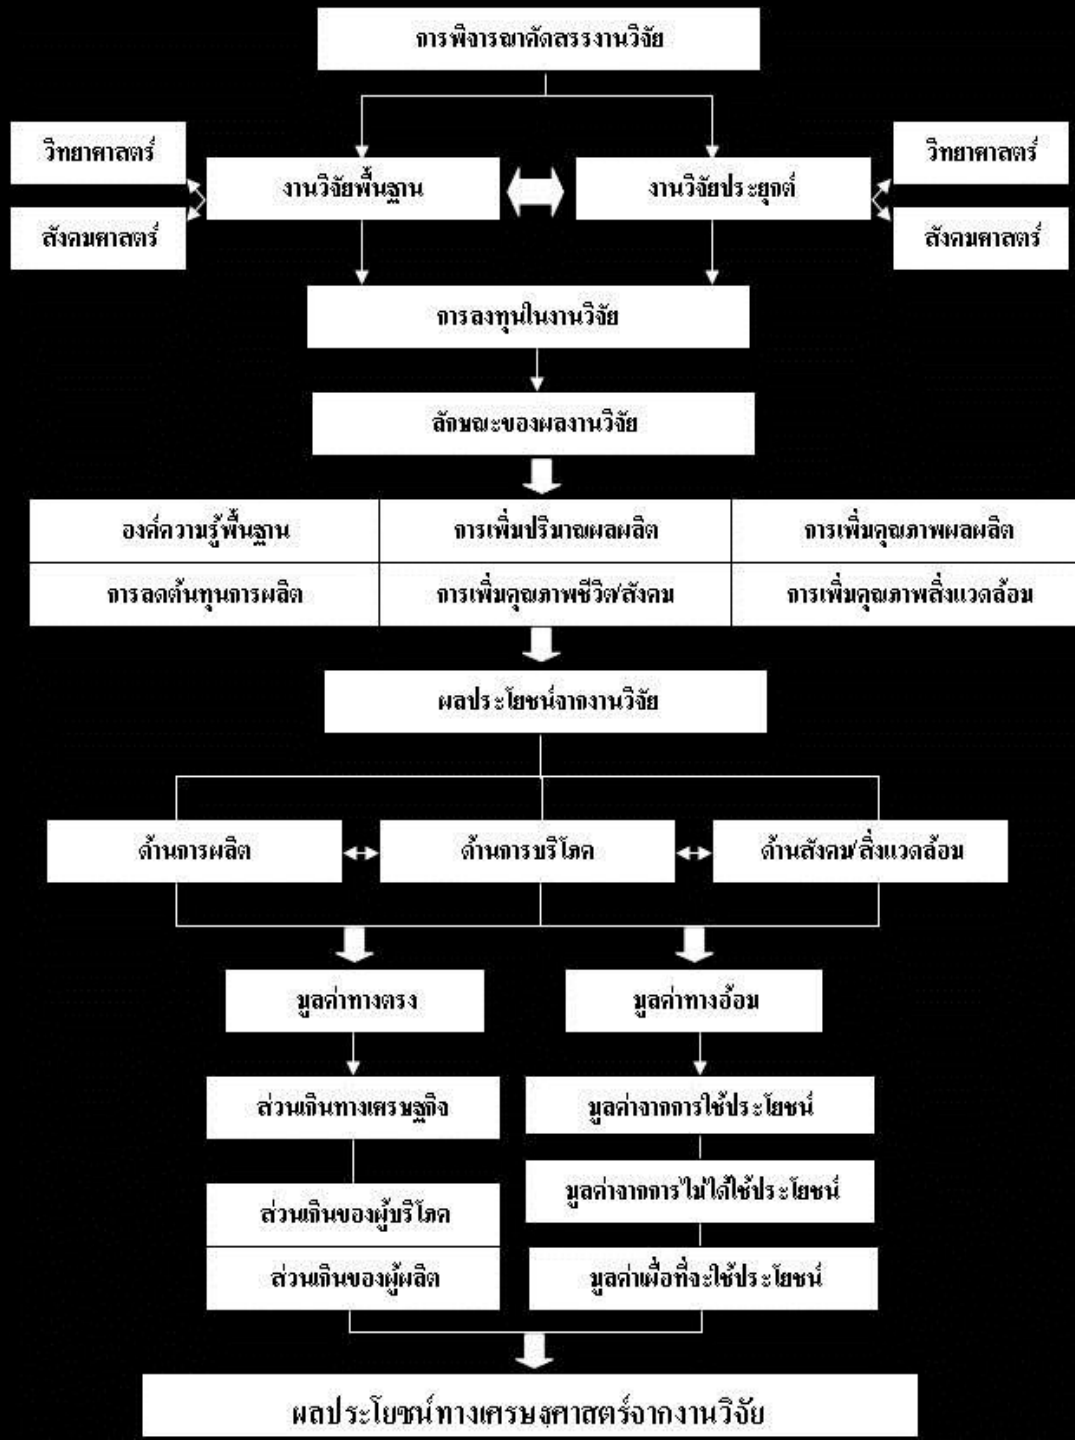 การพิจารณาคัดสรรงานวิจัย
วิทยาศาสตร์
สังคมศาสตร์
งานวิจัยพื้นฐาน
งานวิจัยประยุกต์
วิทยาศาสตร์
สังคมศาสตร์
การลงทุนในงานวิจัย
ลักษณะของผลงานวิจัย
องค์ความรู้พื้นฐาน
การเพิ่มปริมาณผลผลิต
การเพิ่มคุณภาพผลผลิต
การลดต้นทุนการผลิต
การเพิ่มคุณภาพชีวิต/สังคม
การเพิ่มคุณภาพสิ่งแวดล้อม
ผลประโยชน์จากงานวิจัย
ด้านการผลิต
ด้านการบริโภค
ด้านสังคม/สิ่งแวดล้อม
มูลค่าทางตรง
มูลค่าทางอ้อม
ส่วนเกินทางเศรษฐกิจ
มูลค่าจากการใช้ประโยชน์
มูลค่าจากการไม่ได้ใช้ประโยชน์
ส่วนเกินของผู้บริโภค
ส่วนเกินของผู้ผลิต
มูลค่าเผื่อที่จะใช้ประโยชน์
ผลประโยชน์ทางเศรษฐศาสตร์จากงานวิจัย